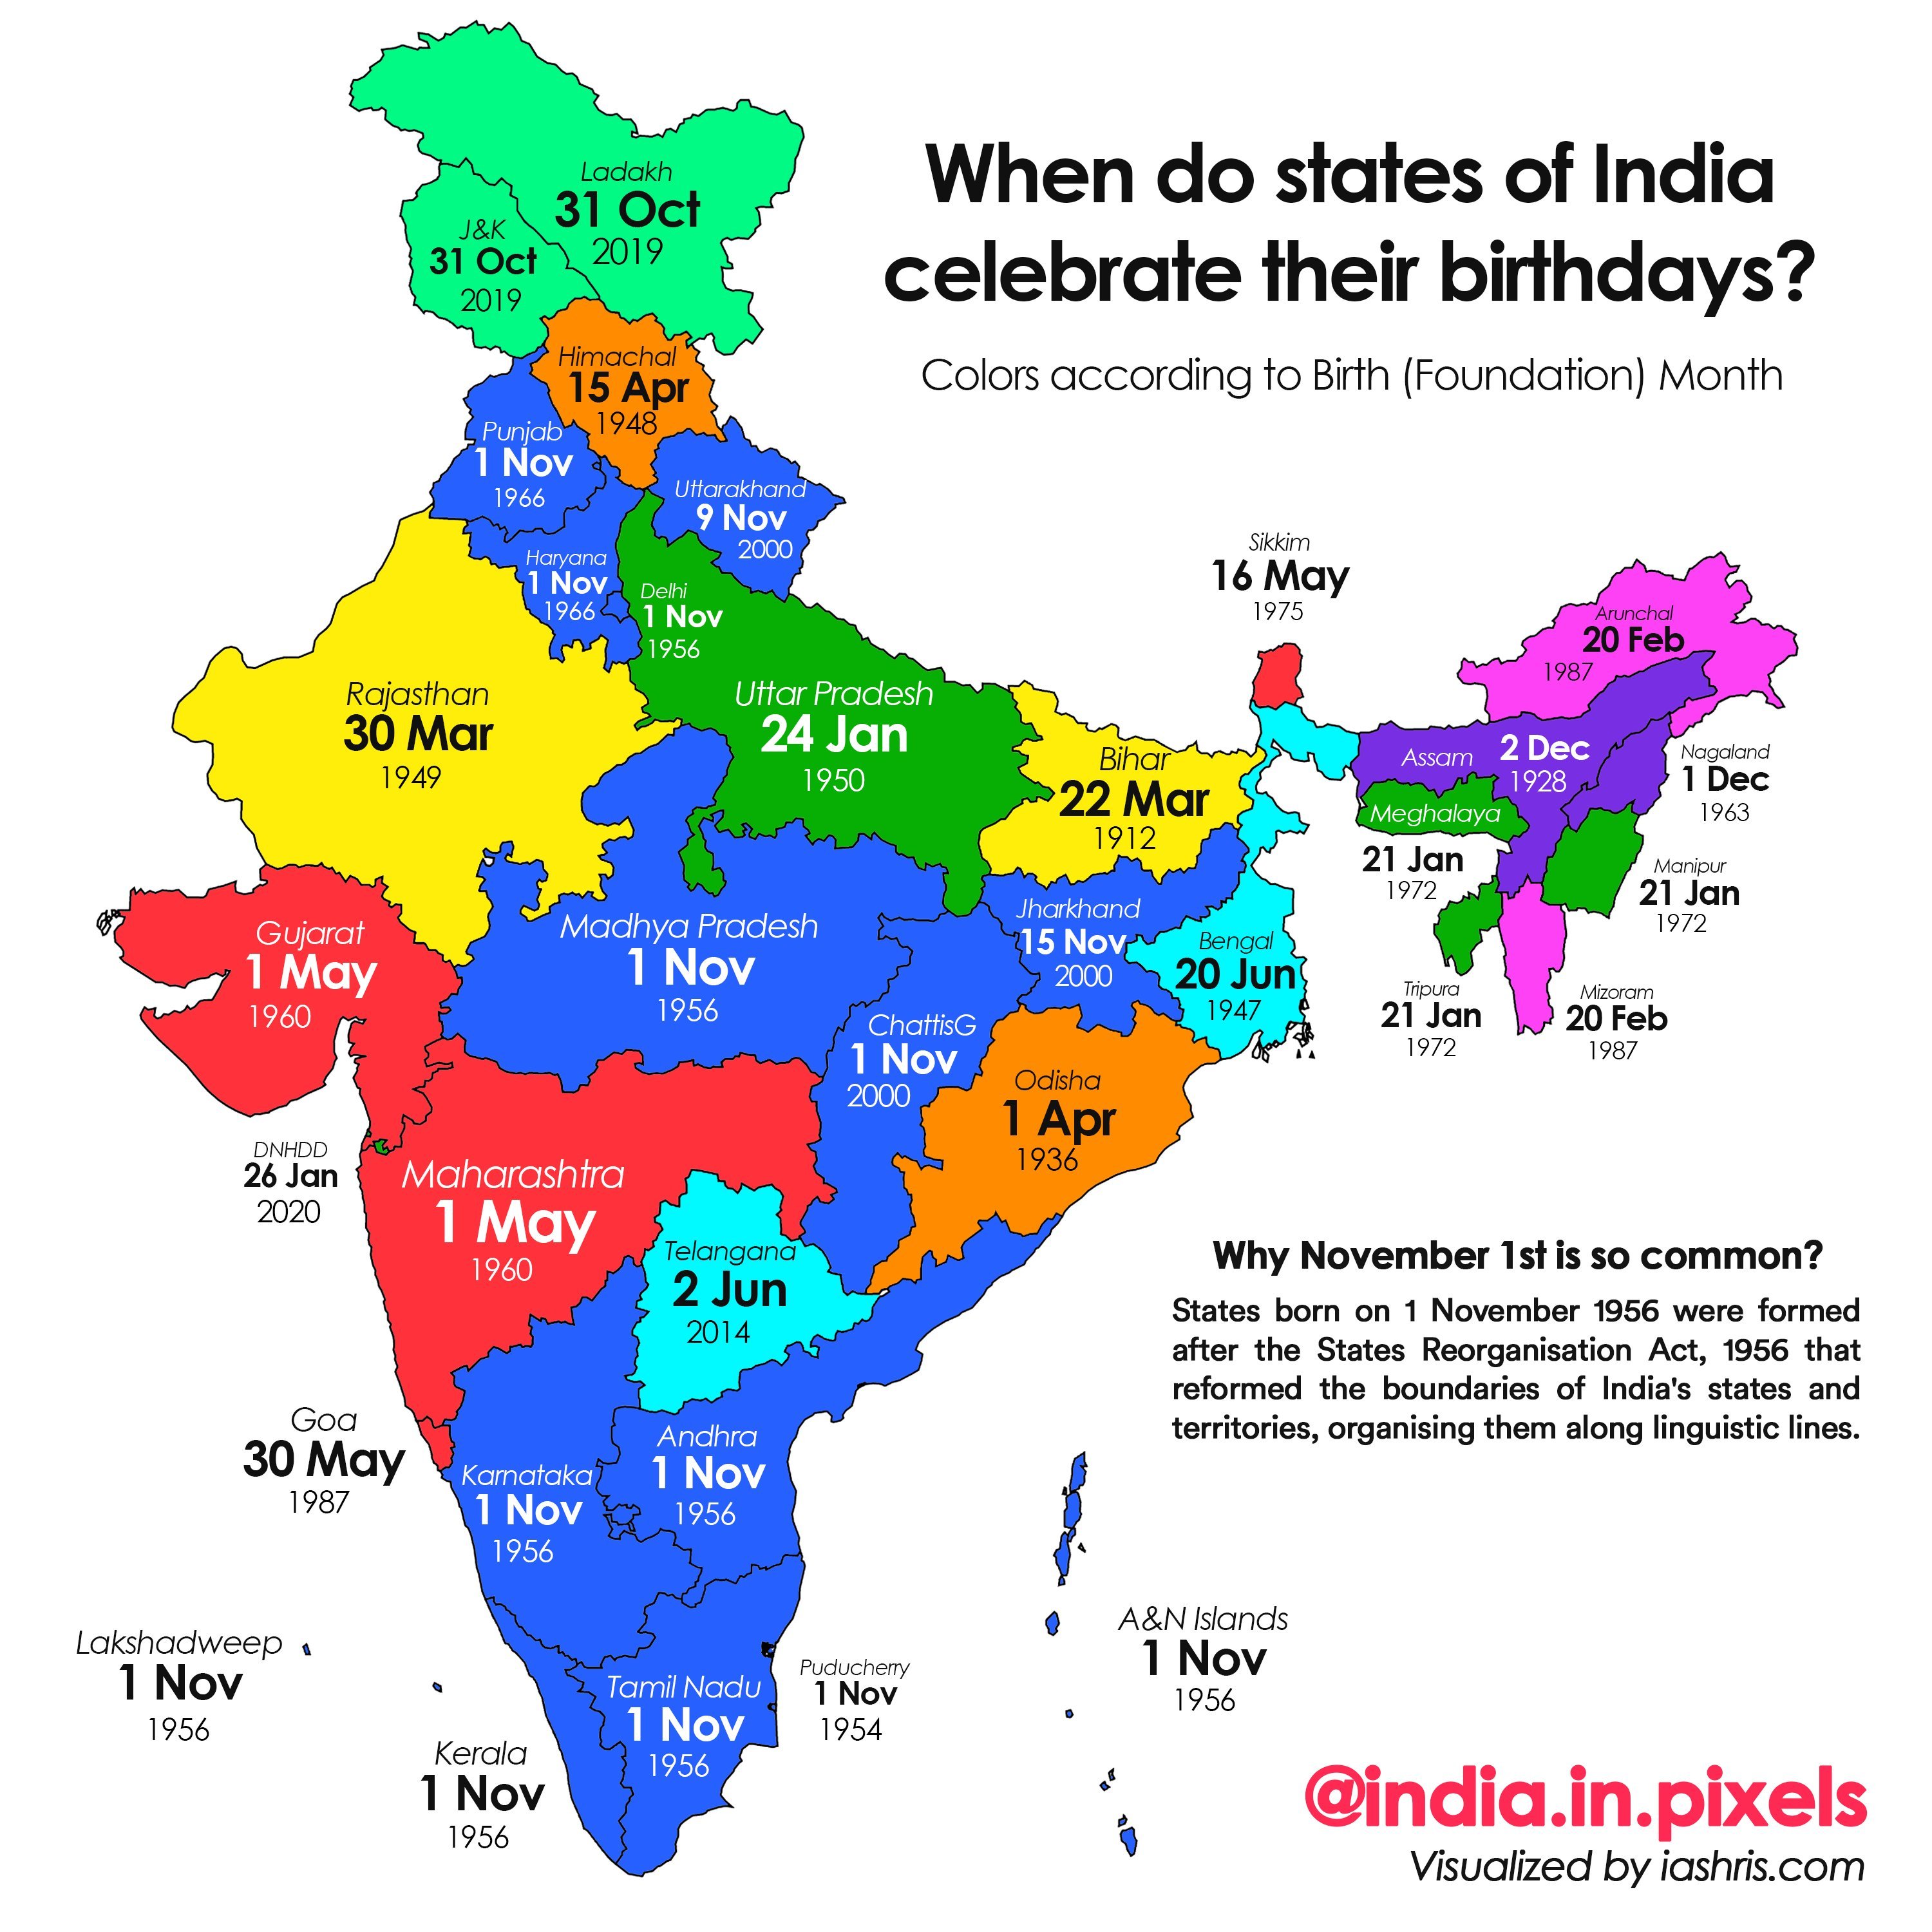 When do states of India
celebrate their birthdays?
Colors according to Birth (Foundation) Month
Ladakh
31 Oct
2019
J&K
31 Oct
2019
Himachal
15 Apr
1948
Punjab
1 Nov
1966
Uttarakhand
9 Nov
2000
Haryana
1 Nov
1966
Delhi
1 Nov
1956
Sikkim
16 May
1975
Arunchal
20 Feb
1987
Rajasthan
30 Mar
1949
Uttar Pradesh
24 Jan
1950
Bihar
22 Mar
1912
Assam
2 Dec
1928
Nagaland
1 Dec
1963
Meghalaya
21 Jan
1972
Manipur
21 Jan
1972
Tripura
21 Jan
1972
Mizoram
20 Feb
1987
Gujarat
1 May
1960
Madhya Pradesh
1 Nov
1956
Jharkhand
15 Nov
2000
Bengal
20 Jun
1947
ChattisG
1 Nov
2000
Odisha
1 Apr
1936
DNHDD
26 Jan
2020
Maharashtra
1 May
1960
Telangana
2 Jun
2014
Why November 1st is so common?
States born on 1 November 1956 were formed
after the States Reorganisation Act, 1956 that
reformed the boundaries of India's states and
territories, organising them along linguistic lines.
Goa
30 May
1987
Karnataka
1 Nov
1956
Andhra
1 Nov
1956
Lakshadweep
1 Nov
1956
Kerala
1 Nov
1956
Tamil Nadu
1 Nov
1956
Puducherry
1 Nov
1954
A&N Islands
1 Nov
1956
@india.in.pixels
Visualized by iashris.com